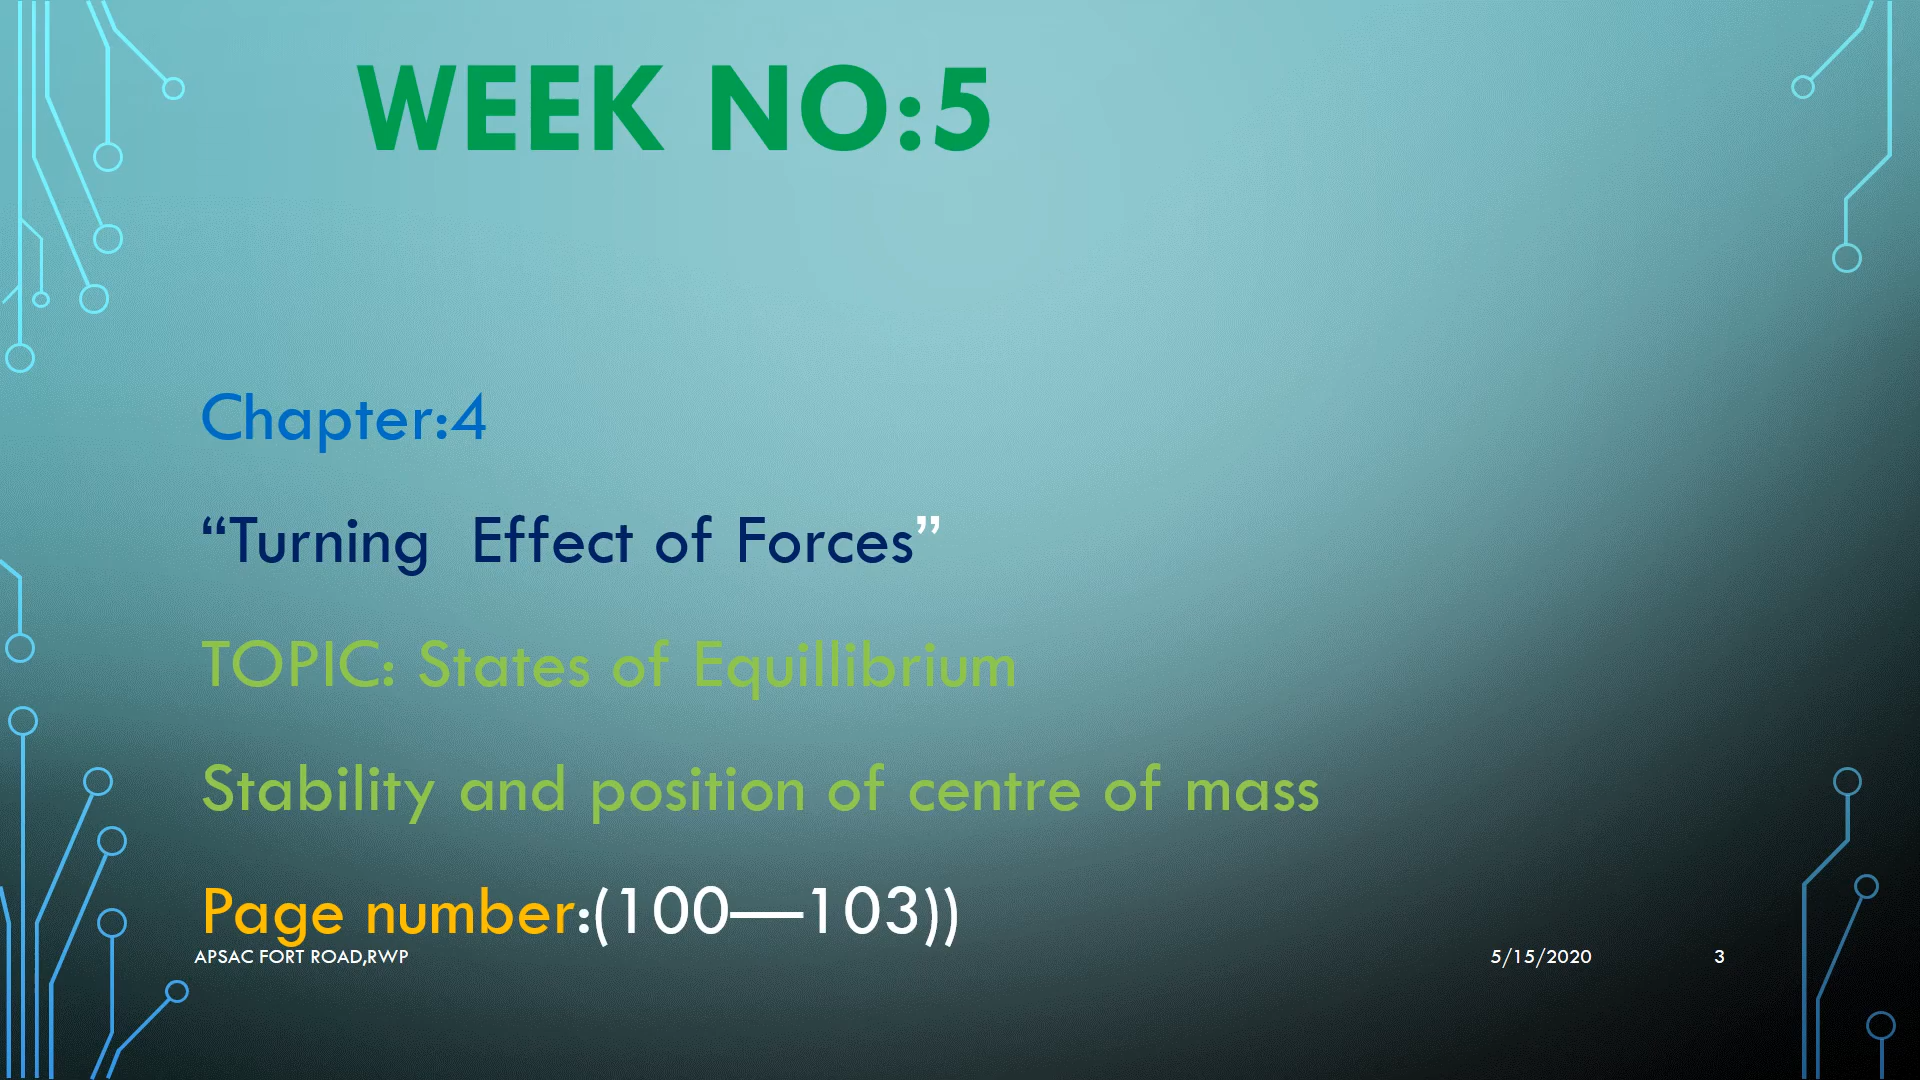 WEEK NO:5
Chapter:4
“Turning Effect of Forces”
TOPIC: States of Equillibrium
Stability and position of centre of mass
Page number:(100—103))
APSAC FORT ROAD,RWP
5/15/2020
3